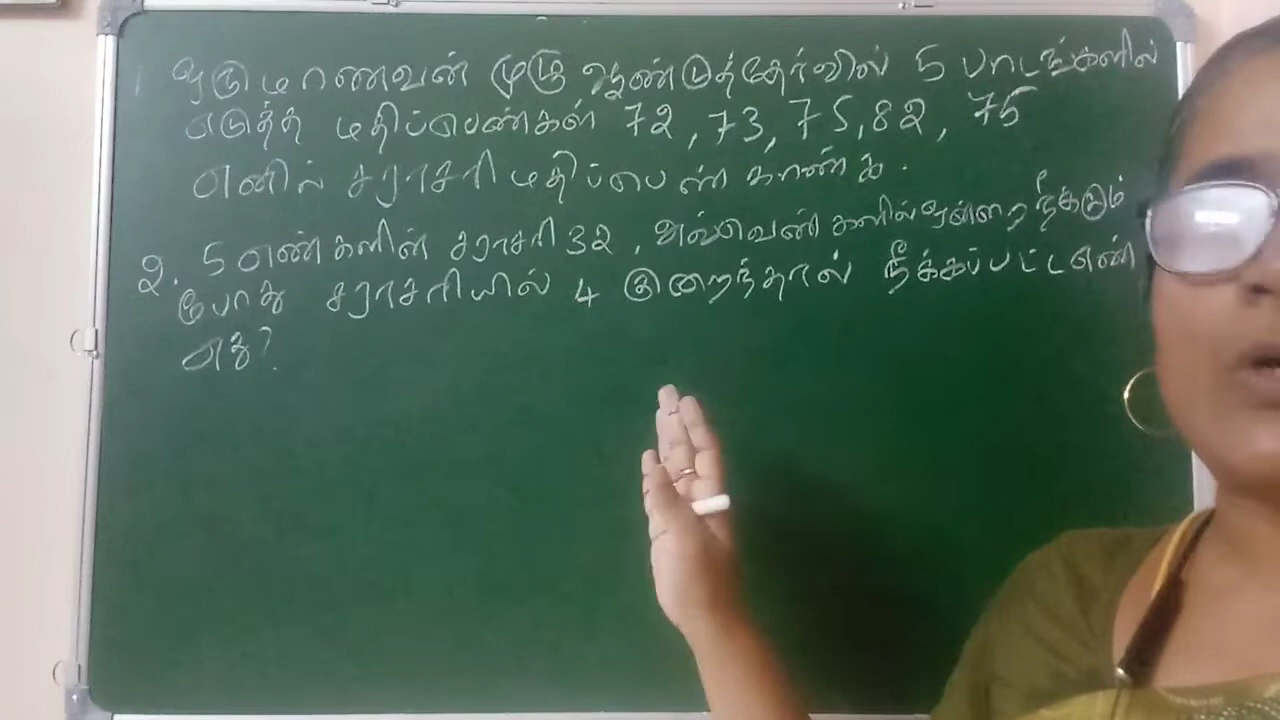 1 ஒரு மாணவன் முழு ஆண்டுத்தேர்வில் 5 பாடங்களில்
எடுத்த மதிப்பெண்கள் 72, 73, 75, 82, 75
எனில் சராசரி மதிப்பெண் காண்க.
2. 5 எண்களின் சராசரி 32, அவ்வெண்களில் ஒன்றை நீக்கும்
போது சராசரியில் 4 குறைந்தால் நீக்கப்பட்ட எண்
எது?